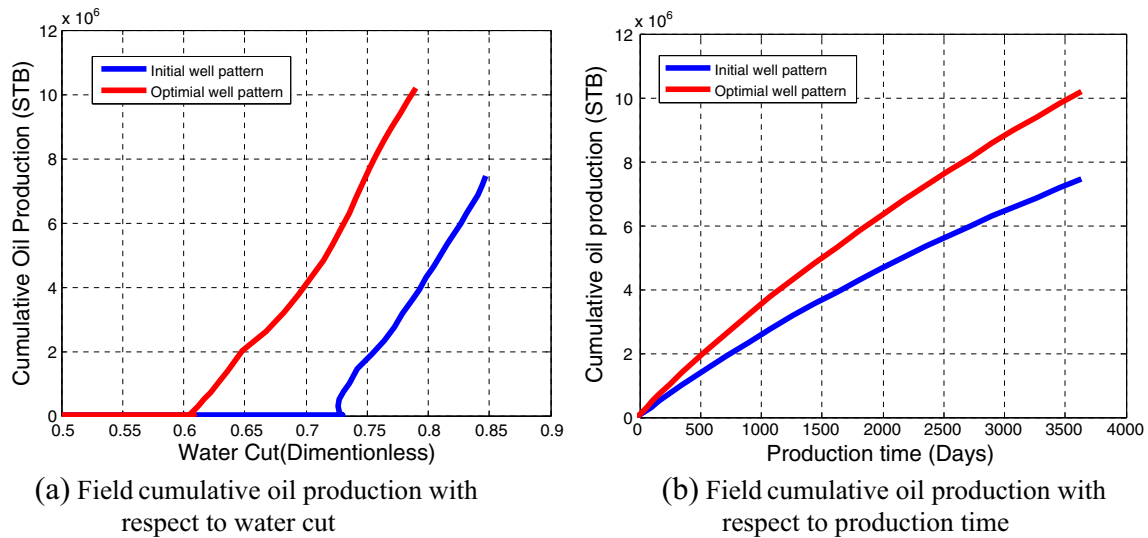 x 10⁶
12
10
8
6
4
2
0
Cumulative Oil Production (STB)
Initial well pattern
Optimial well pattern
0.5 0.55 0.6 0.65 0.7 0.75 0.8 0.85 0.9
Water Cut(Dimentionless)
(a) Field cumulative oil production with
respect to water cut
x 10⁶
12
10
8
6
4
2
0
Cumulative oil production (STB)
Initial well pattern
Optimial well pattern
0 500 1000 1500 2000 2500 3000 3500 4000
Production time (Days)
(b) Field cumulative oil production with
respect to production time